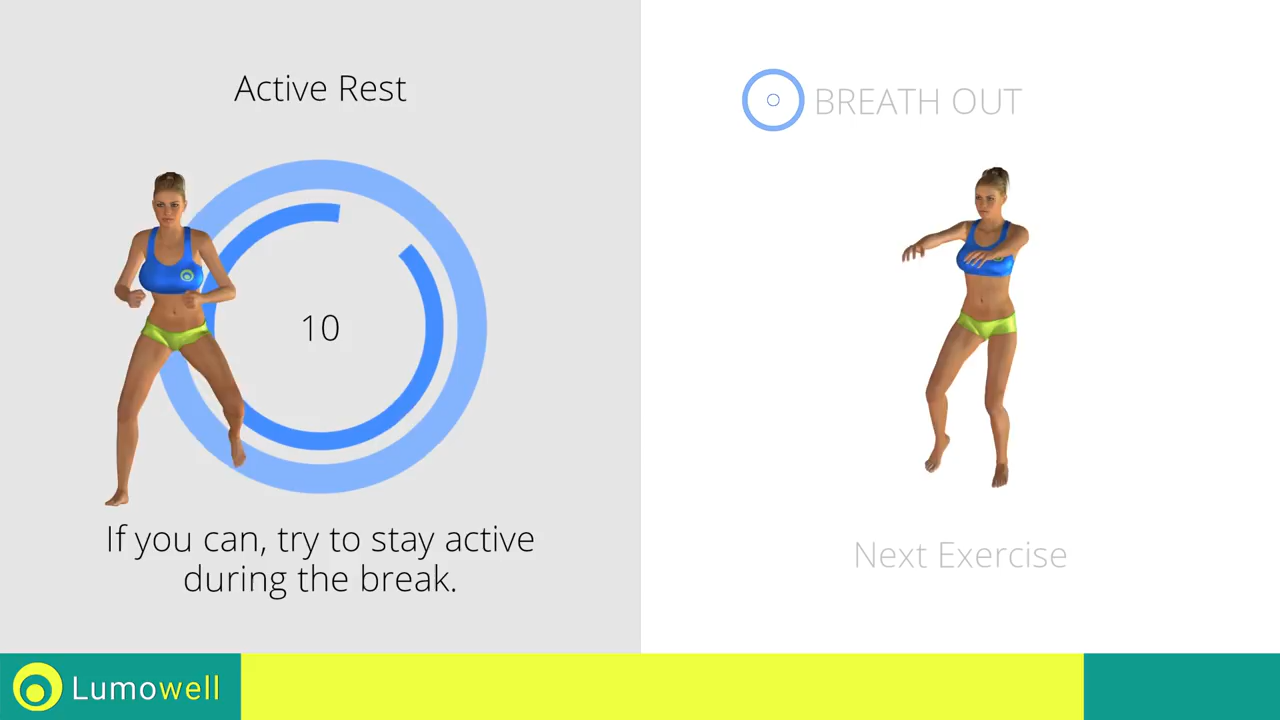 Active Rest
10
If you can, try to stay active
during the break.
BREATH OUT
Next Exercise
Lumowell